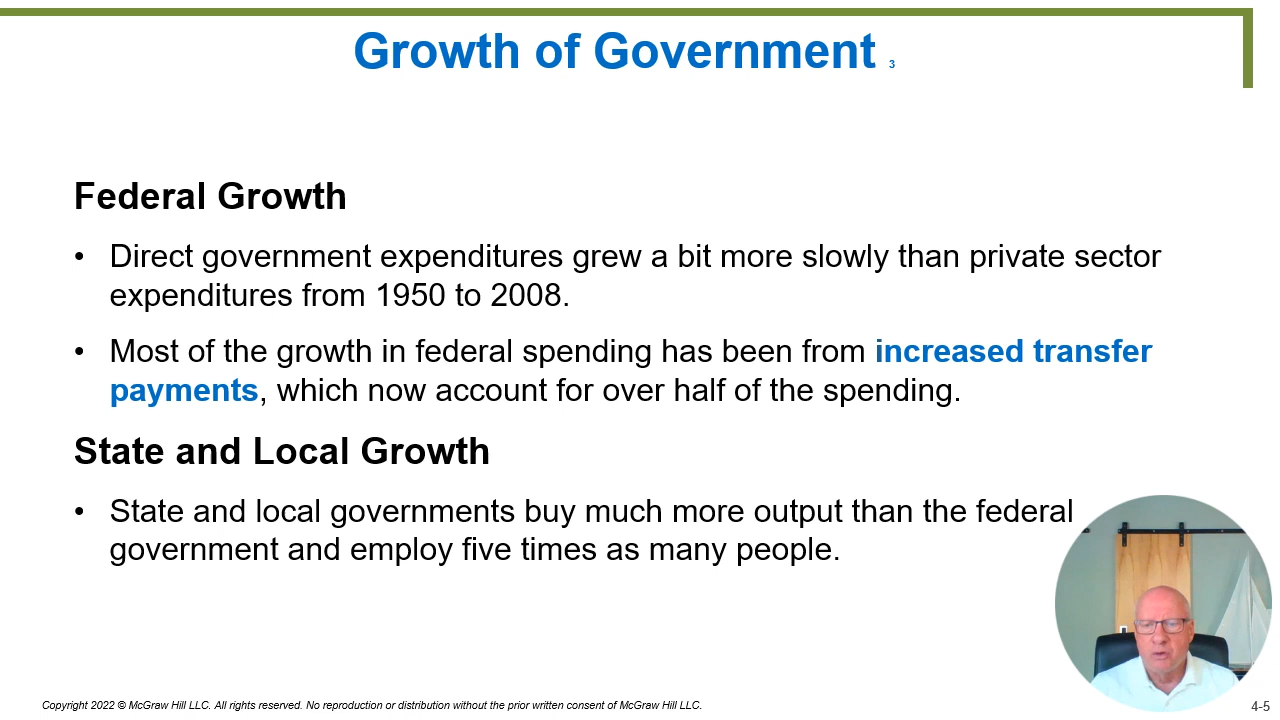 Growth of Government 3
Federal Growth
• Direct government expenditures grew a bit more slowly than private sector
expenditures from 1950 to 2008.
• Most of the growth in federal spending has been from increased transfer
payments, which now account for over half of the spending.
State and Local Growth
• State and local governments buy much more output than the federal
government and employ five times as many people.
Copyright 2022 © McGraw Hill LLC. All rights reserved. No reproduction or distribution without the prior written consent of McGraw Hill LLC.
4-5